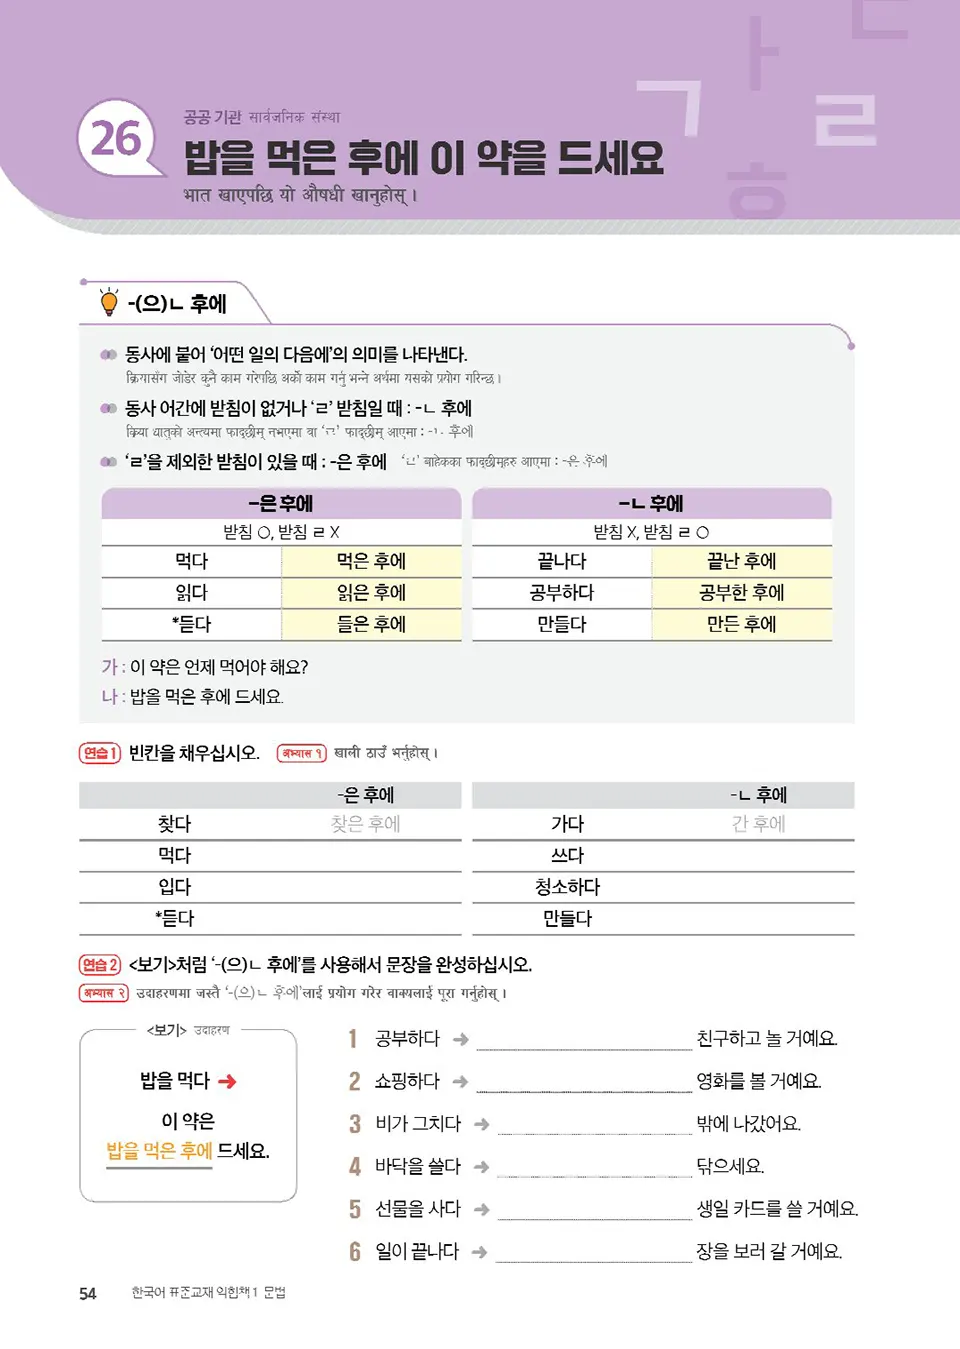 26
공공 기관 सार्वजनिक संस्था
밥을 먹은 후에 이 약을 드세요
भात खाएपछि यो औषधी खानुहोस् ।
ㄱ ㅏ ㄴ ㄹ ㅎ
-(으)ㄴ 후에
동사에 붙어 ‘어떤 일의 다음에’의 의미를 나타낸다.
क्रियासँग जोडेर कुनै काम गरेपछि अर्को काम गर्नु भन्ने अर्थमा यसको प्रयोग गरिन्छ ।
동사 어간에 받침이 없거나 ‘ㄹ’ 받침일 때 : -ㄴ 후에
क्रिया धातुको अन्त्यमा फाद्छीम् नभएमा वा ‘ㄹ’ फाद्छीम् आएमा : -ㄴ 후에
‘ㄹ’을 제외한 받침이 있을 때 : -은 후에 ‘ㄹ’ बाहेकका फाद्छीम्हरु आएमा : -은 후에
-은 후에 -ㄴ 후에
받침 O, 받침 ㄹ X 받침 X, 받침 ㄹ O
먹다 먹은 후에 끝나다 끝난 후에
읽다 읽은 후에 공부하다 공부한 후에
*듣다 들은 후에 만들다 만든 후에
가 : 이 약은 언제 먹어야 해요?
나 : 밥을 먹은 후에 드세요.
연습 1 빈칸을 채우십시오. अभ्यास १ खाली ठाउँ भर्नुहोस् ।
-은 후에 -ㄴ 후에
찾다 찾은 후에 가다 간 후에
먹다 쓰다
입다 청소하다
*듣다 만들다
연습 2 <보기>처럼 ‘-(으)ㄴ 후에’를 사용해서 문장을 완성하십시오.
अभ्यास २ उदाहरणमा जस्तै ‘-(으)ㄴ 후에’लाई प्रयोग गरेर वाक्यलाई पूरा गर्नुहोस् ।
<보기> उदाहरण
밥을 먹다 ➜
이 약은
밥을 먹은 후에 드세요.
1 공부하다 ➜ 친구하고 놀 거예요.
2 쇼핑하다 ➜ 영화를 볼 거예요.
3 비가 그치다 ➜ 밖에 나갔어요.
4 바닥을 쓸다 ➜ 닦으세요.
5 선물을 사다 ➜ 생일 카드를 쓸 거예요.
6 일이 끝나다 ➜ 장을 보러 갈 거예요.
54 한국어 표준교재 익힘책 1 문법